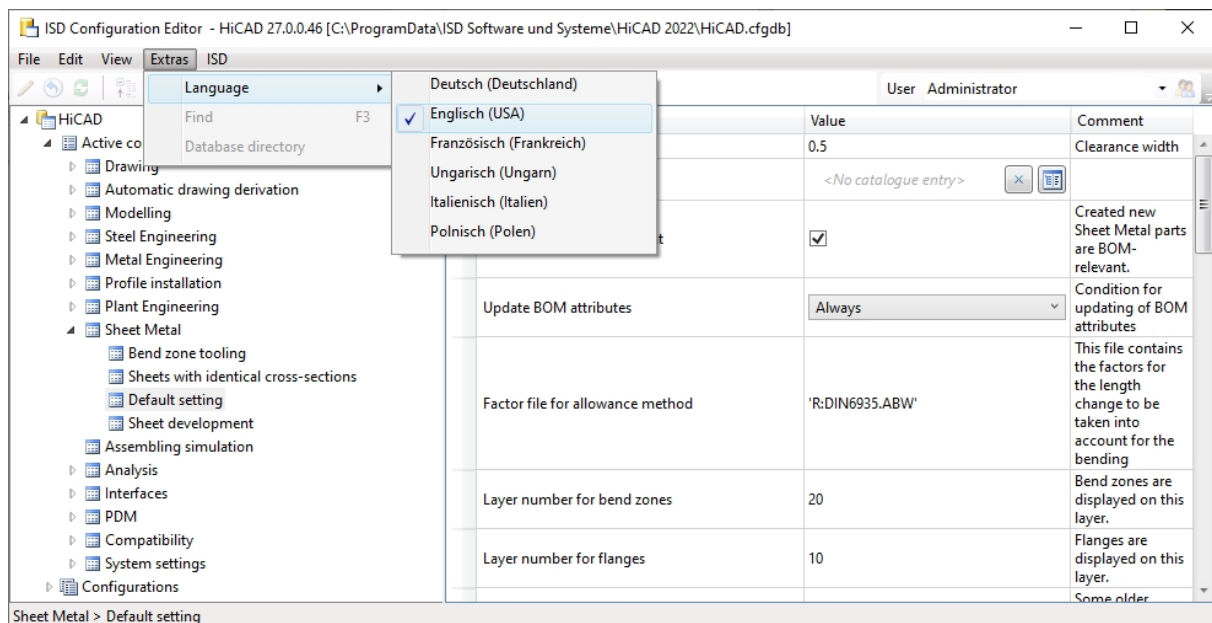 ISD Configuration Editor - HiCAD 27.0.0.46 [C:\ProgramData\ISD Software und Systeme\HiCAD 2022\HiCAD.cfgdb]
File Edit View Extras ISD
User Administrator
Language
Find F3
Database directory
Deutsch (Deutschland)
Englisch (USA)
Französisch (Frankreich)
Ungarisch (Ungarn)
Italienisch (Italien)
Polnisch (Polen)
HiCAD
Active co
Drawing
Automatic drawing derivation
Modelling
Steel Engineering
Metal Engineering
Profile installation
Plant Engineering
Sheet Metal
Bend zone tooling
Sheets with identical cross-sections
Default setting
Sheet development
Assembling simulation
Analysis
Interfaces
PDM
Compatibility
System settings
Configurations
Value Comment
0.5 Clearance width
<No catalogue entry>
t
Created new
Sheet Metal parts
are BOM-
relevant.
Update BOM attributes Always
Condition for
updating of BOM
attributes
Factor file for allowance method 'R:DIN6935.ABW'
This file contains
the factors for
the length
change to be
taken into
account for the
bending
Layer number for bend zones 20
Bend zones are
displayed on this
layer.
Layer number for flanges 10
Flanges are
displayed on this
layer.
Some older
Sheet Metal > Default setting